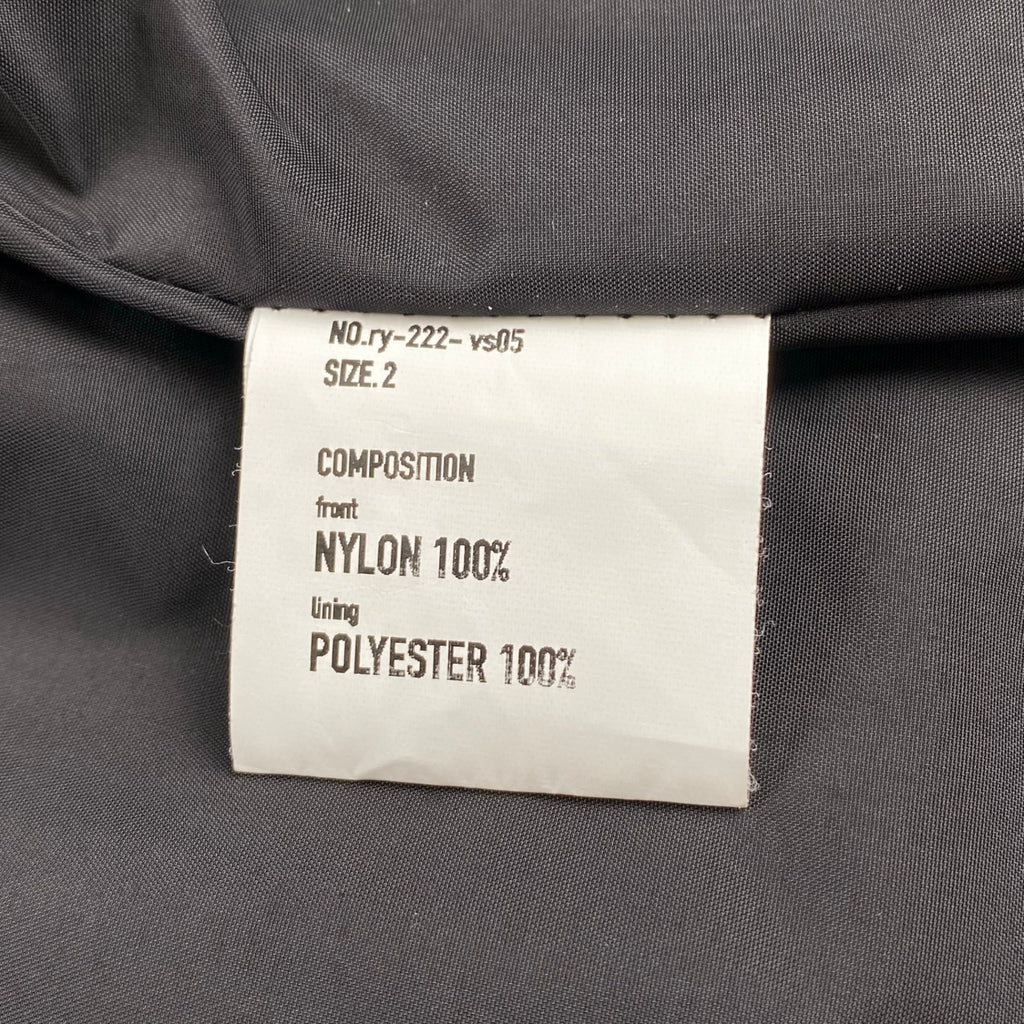 NO.ry-222- vs05
SIZE. 2
COMPOSITION
front
NYLON 100%
lining
POLYESTER 100%